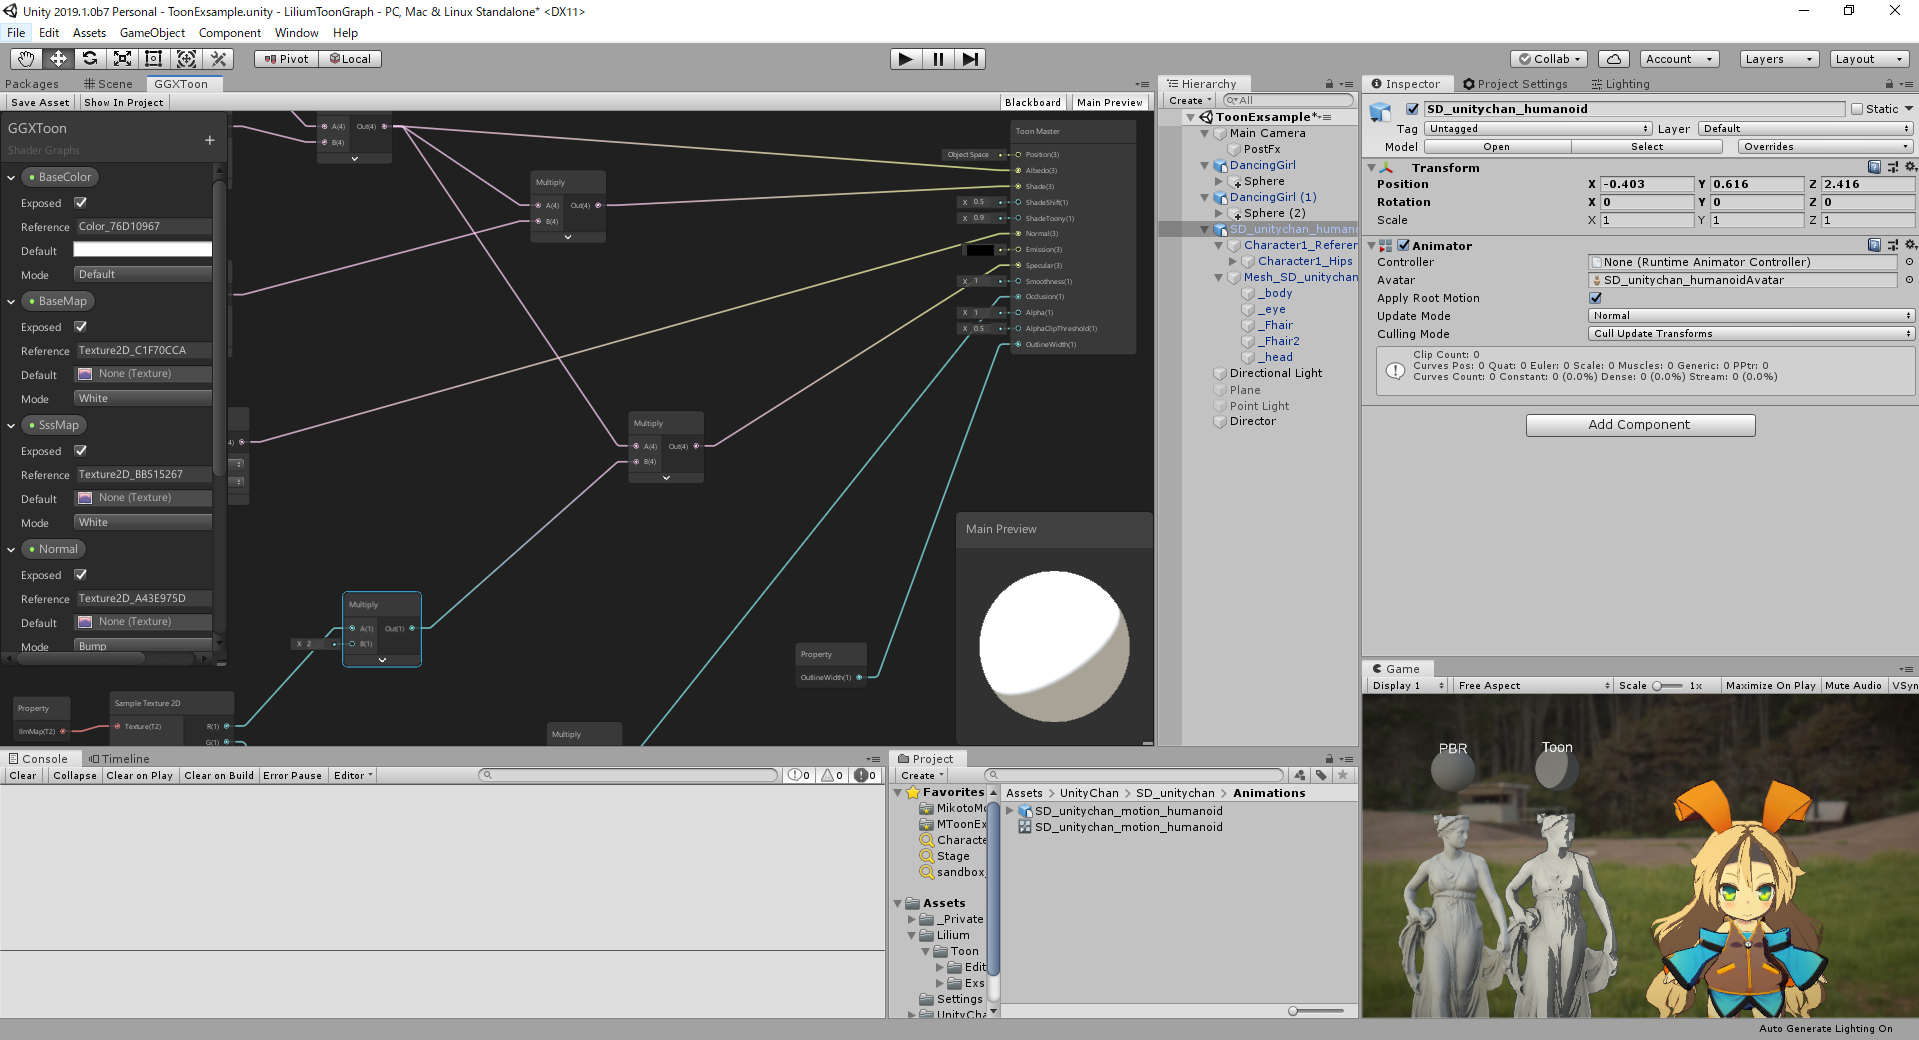 Unity 2019.1.0b7 Personal - ToonExsample.unity - LiliumToonGraph - PC, Mac & Linux Standalone* <DX11>
File Edit Assets GameObject Component Window Help
Pivot Local
Collab Account Layers Layout
Packages Scene GGXToon
Save Asset Show In Project Blackboard Main Preview
GGXToon
Shader Graphs
BaseColor
Exposed
Reference Color_76D10967
Default
Mode Default
BaseMap
Exposed
Reference Texture2D_C1F70CCA
Default None (Texture)
Mode White
SssMap
Exposed
Reference Texture2D_BB515267
Default None (Texture)
Mode White
Normal
Exposed
Reference Texture2D_A43E975D
Default None (Texture)
Mode Bump
A(4) Out(4)
B(4)
Multiply
A(4) Out(4)
B(4)
Multiply
A(4) Out(4)
B(4)
Multiply
A(1) Out(1)
X 2 B(1)
Property
IlmMap(T2)
Sample Texture 2D
Texture(T2) R(1)
G(1)
Multiply
Property
OutlineWidth(1)
Toon Master
Object Space Position(3)
Albedo(3)
Shade(3)
X 0.5 ShadeShift(1)
X 0.9 ShadeToony(1)
Normal(3)
Emission(3)
Specular(3)
X 1 Smoothness(1)
Occlusion(1)
X 1 Alpha(1)
X 0.5 AlphaClipThreshold(1)
OutlineWidth(1)
Main Preview
Hierarchy
Create All
ToonExsample*
Main Camera
PostFx
DancingGirl
Sphere
DancingGirl (1)
Sphere (2)
SD_unitychan_human
Character1_Referer
Character1_Hips
Mesh_SD_unitychan
_body
_eye
_Fhair
_Fhair2
_head
Directional Light
Plane
Point Light
Director
Inspector Project Settings Lighting
SD_unitychan_humanoid Static
Tag Untagged Layer Default
Model Open Select Overrides
Transform
Position X -0.403 Y 0.616 Z 2.416
Rotation X 0 Y 0 Z 0
Scale X 1 Y 1 Z 1
Animator
Controller None (Runtime Animator Controller)
Avatar SD_unitychan_humanoidAvatar
Apply Root Motion
Update Mode Normal
Culling Mode Cull Update Transforms
Clip Count: 0
Curves Pos: 0 Quat: 0 Euler: 0 Scale: 0 Muscles: 0 Generic: 0 PPtr: 0
Curves Count: 0 Constant: 0 (0.0%) Dense: 0 (0.0%) Stream: 0 (0.0%)
Add Component
Game
Display 1 Free Aspect Scale 1x Maximize On Play Mute Audio VSyn
PBR Toon
Console Timeline
Clear Collapse Clear on Play Clear on Build Error Pause Editor 0 0 0
Project
Create
Favorites
MikotoMo
MToonEx
Characte
Stage
sandbox_
Assets
_Private
Lilium
Toon
Edit
Exs
Settings
UnityCha
Assets > UnityChan > SD_unitychan > Animations
SD_unitychan_motion_humanoid
SD_unitychan_motion_humanoid
Auto Generate Lighting On